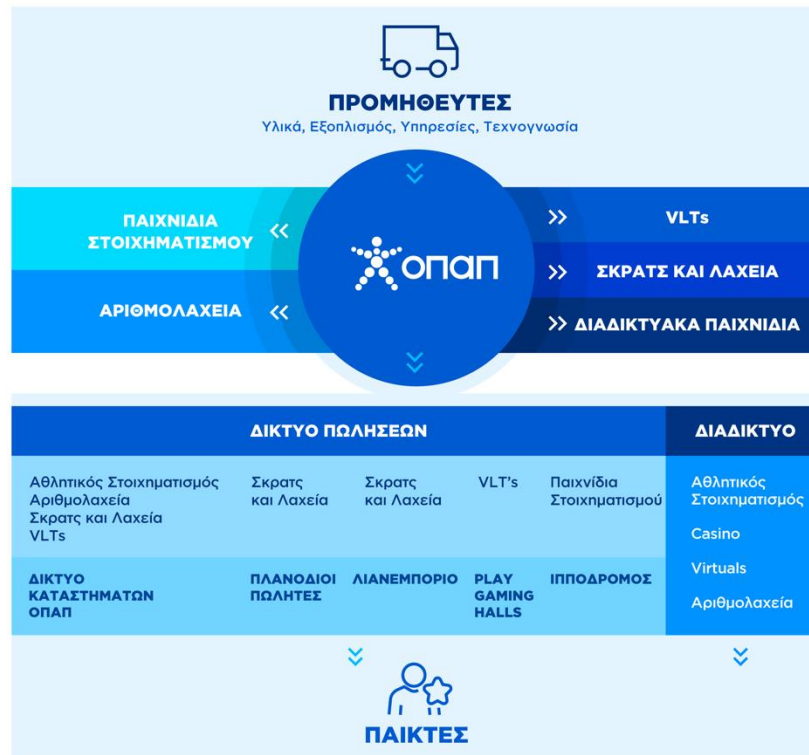 ΠΡΟΜΗΘΕΥΤΕΣ
Υλικά, Εξοπλισμός, Υπηρεσίες, Τεχνογνωσία
ΠΑΙΧΝΙΔΙΑ
ΣΤΟΙΧΗΜΑΤΙΣΜΟΥ
ΑΡΙΘΜΟΛΑΧΕΙΑ
οπαπ
VLTs
ΣΚΡΑΤΣ ΚΑΙ ΛΑΧΕΙΑ
ΔΙΑΔΙΚΤΥΑΚΑ ΠΑΙΧΝΙΔΙΑ
ΔΙΚΤΥΟ ΠΩΛΗΣΕΩΝ
Αθλητικός Στοιχηματισμός
Αριθμολαχεία
Σκρατς και Λαχεία
VLTs
ΔΙΚΤΥΟ
ΚΑΤΑΣΤΗΜΑΤΩΝ
ΟΠΑΠ
Σκρατς
και Λαχεία
ΠΛΑΝΟΔΙΟΙ
ΠΩΛΗΤΕΣ
Σκρατς
και Λαχεία
ΛΙΑΝΕΜΠΟΡΙΟ
VLT's
PLAY
GAMING
HALLS
Παιχνίδια
Στοιχηματισμού
ΙΠΠΟΔΡΟΜΟΣ
ΔΙΑΔΙΚΤΥΟ
Αθλητικός
Στοιχηματισμός
Casino
Virtuals
Αριθμολαχεία
ΠΑΙΚΤΕΣ